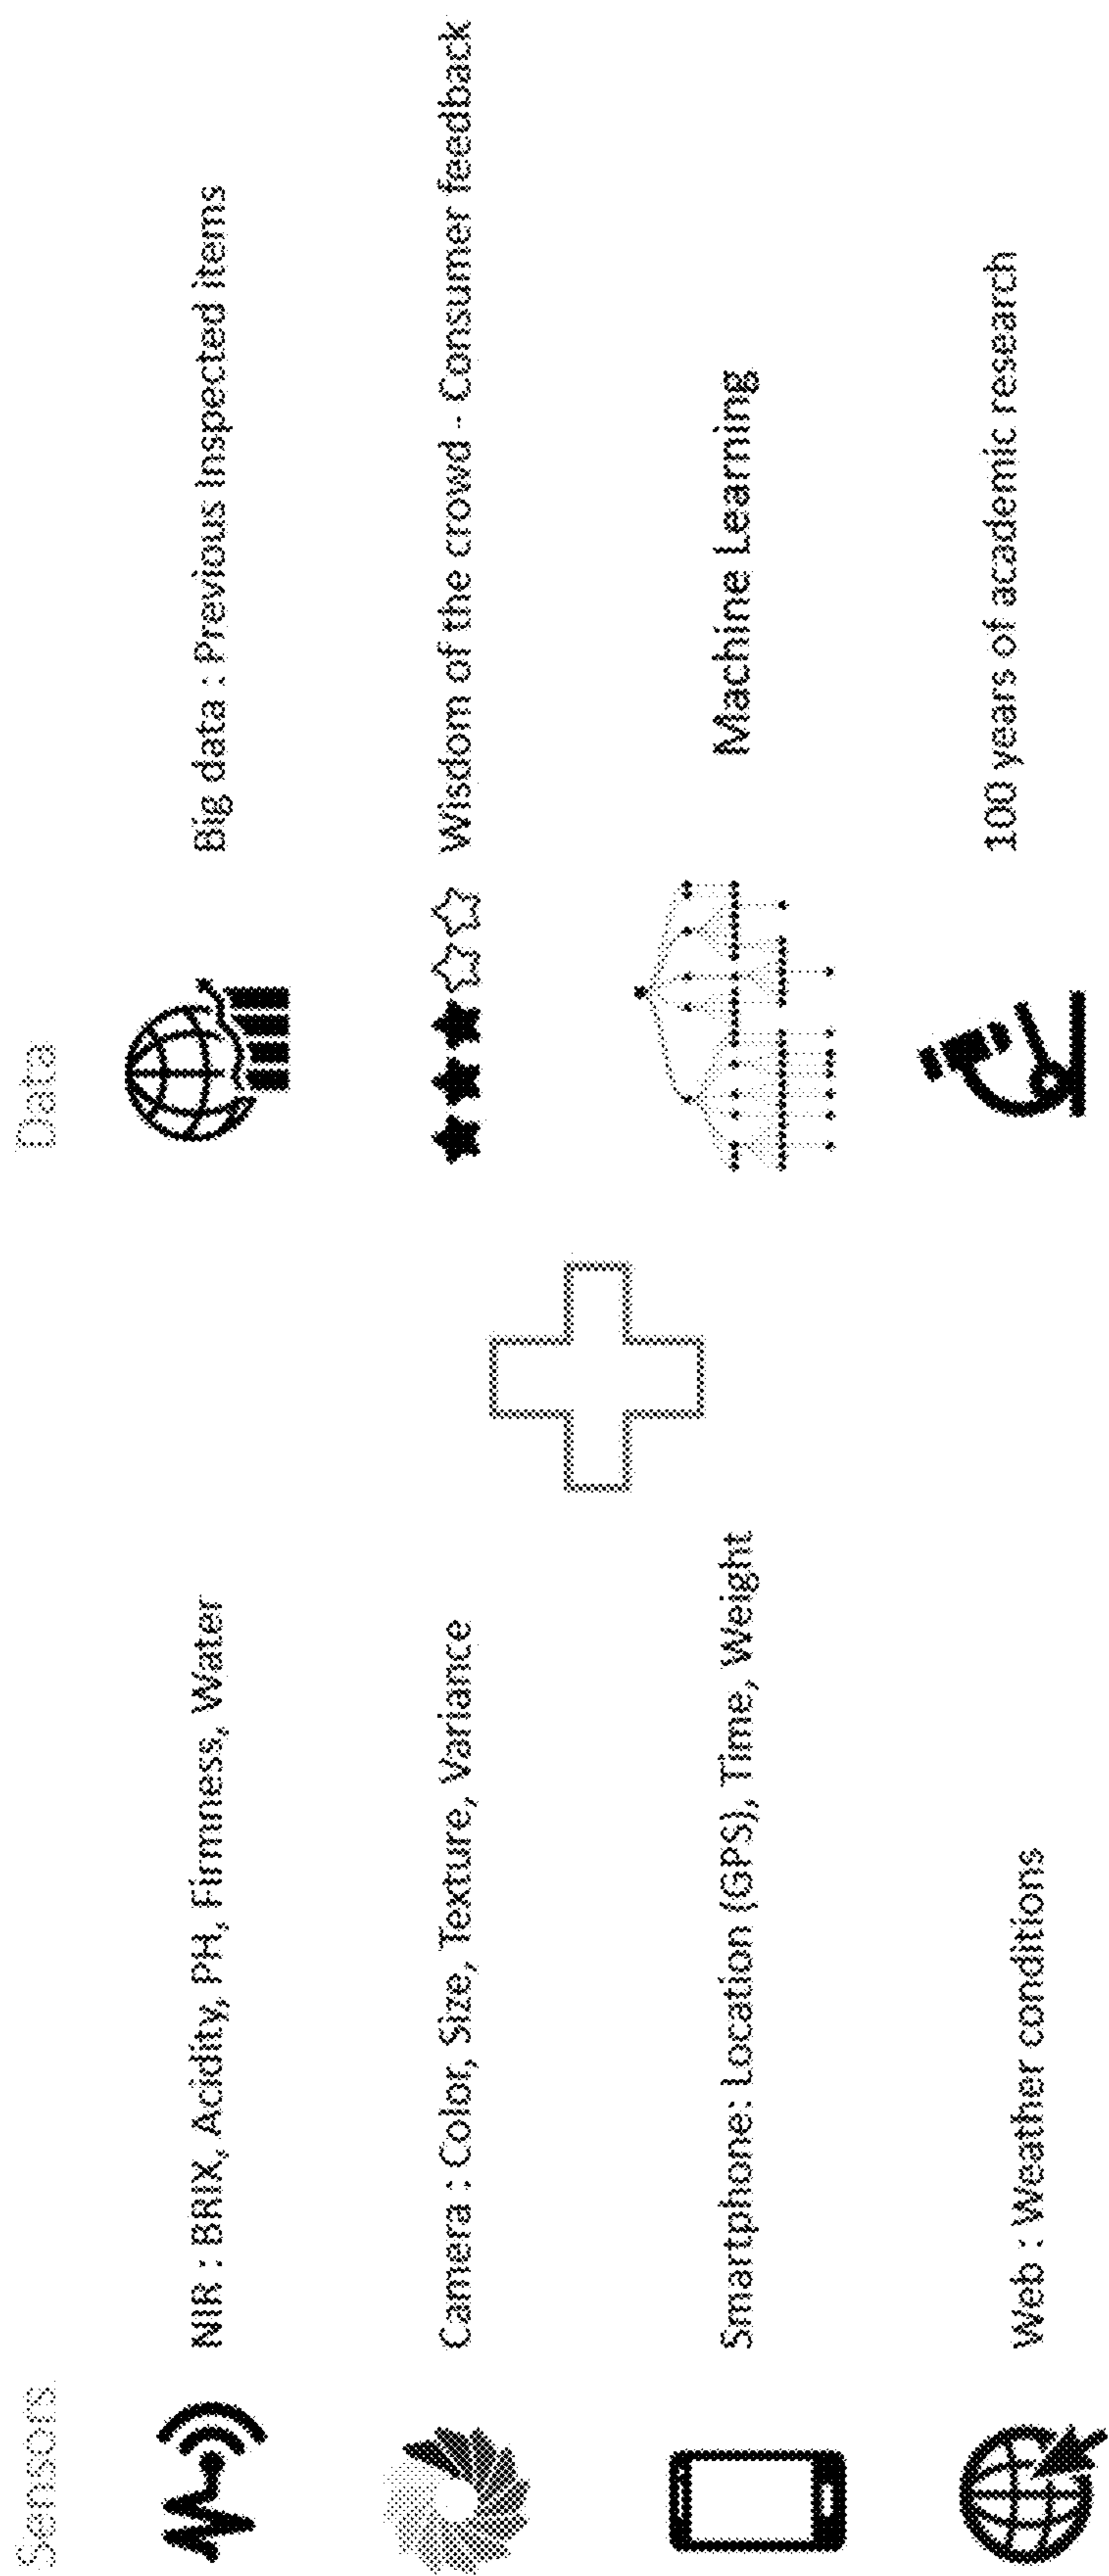 Sensors
NIR : BRIX, Acidity, PH, Firmness, Water
Camera : Color, Size, Texture, Variance
Smartphone: Location (GPS), Time, Weight
Web : Weather conditions
Data
Big data : Previous Inspected items
Wisdom of the crowd - Consumer feedback
Machine Learning
100 years of academic research